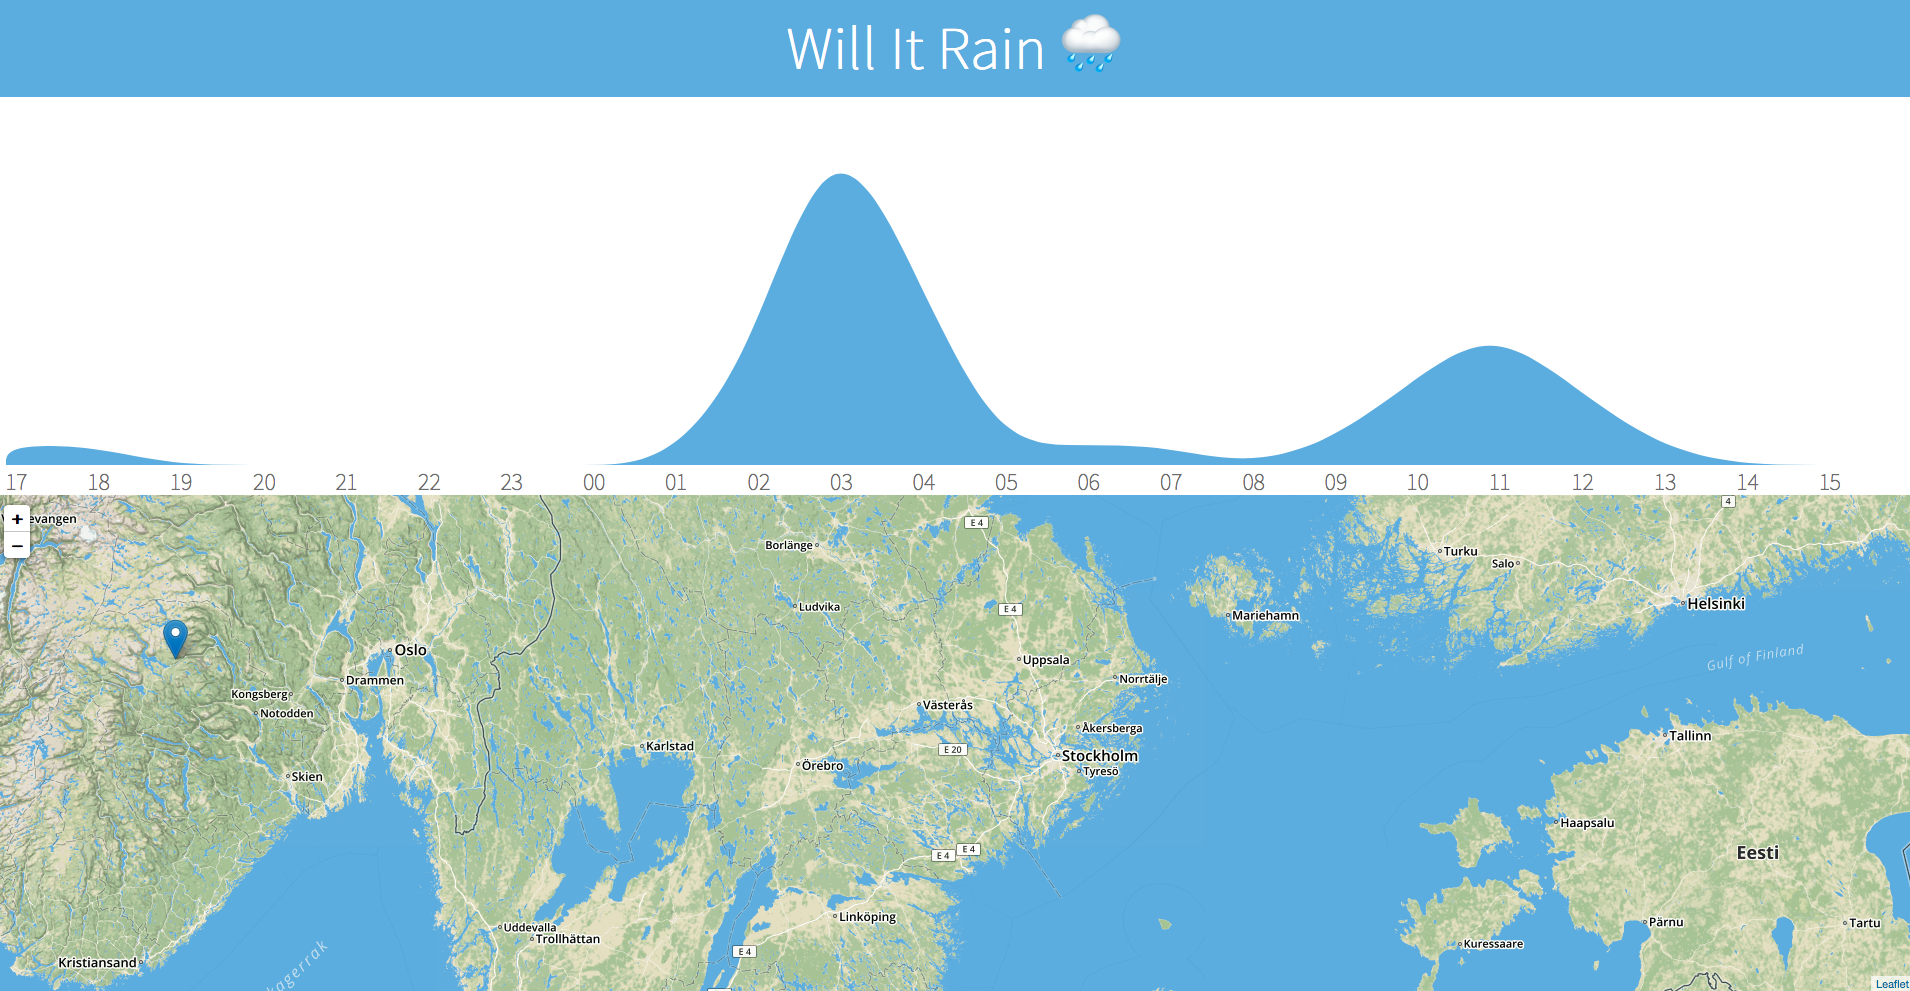 Will It Rain
17 18 19 20 21 22 23 00 01 02 03 04 05 06 07 08 09 10 11 12 13 14 15
+
evangen
−
E 4
4
Borlänge
Turku
Salo
Ludvika
E 4
Helsinki
Mariehamn
Oslo
Uppsala
Gulf of Finland
Drammen
Norrtälje
Kongsberg
Notodden
Västerås
Åkersberga
Tallinn
Karlstad
E 20
Stockholm
Örebro
Tyresö
Skien
Haapsalu
E 4
E 4
Eesti
Linköping
Uddevalla
Trollhättan
Pärnu
Tartu
Kuressaare
E 4
Kristiansand
kagerrak
Leaflet